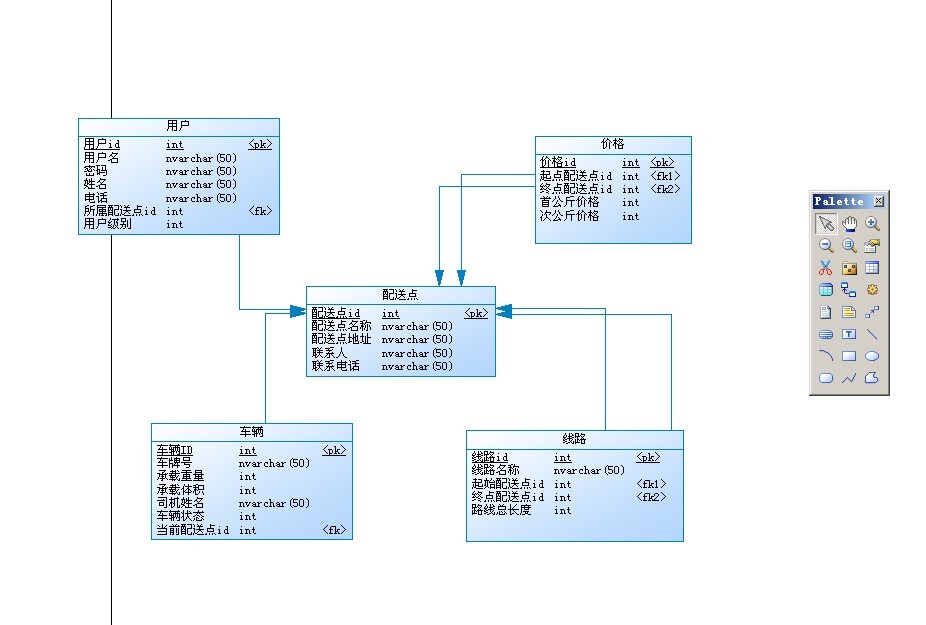 用户
用户id int <pk>
用户名 nvarchar(50)
密码 nvarchar(50)
姓名 nvarchar(50)
电话 nvarchar(50)
所属配送点id int <fk>
用户级别 int
价格
价格id int <pk>
起点配送点id int <fk1>
终点配送点id int <fk2>
首公斤价格 int
次公斤价格 int
Palette
配送点
配送点id int <pk>
配送点名称 nvarchar(50)
配送点地址 nvarchar(50)
联系人 nvarchar(50)
联系电话 nvarchar(50)
车辆
车辆ID int <pk>
车牌号 nvarchar(50)
承载重量 int
承载体积 int
司机姓名 nvarchar(50)
车辆状态 int
当前配送点id int <fk>
线路
线路id int <pk>
线路名称 nvarchar(50)
起始配送点id int <fk1>
终点配送点id int <fk2>
路线总长度 int